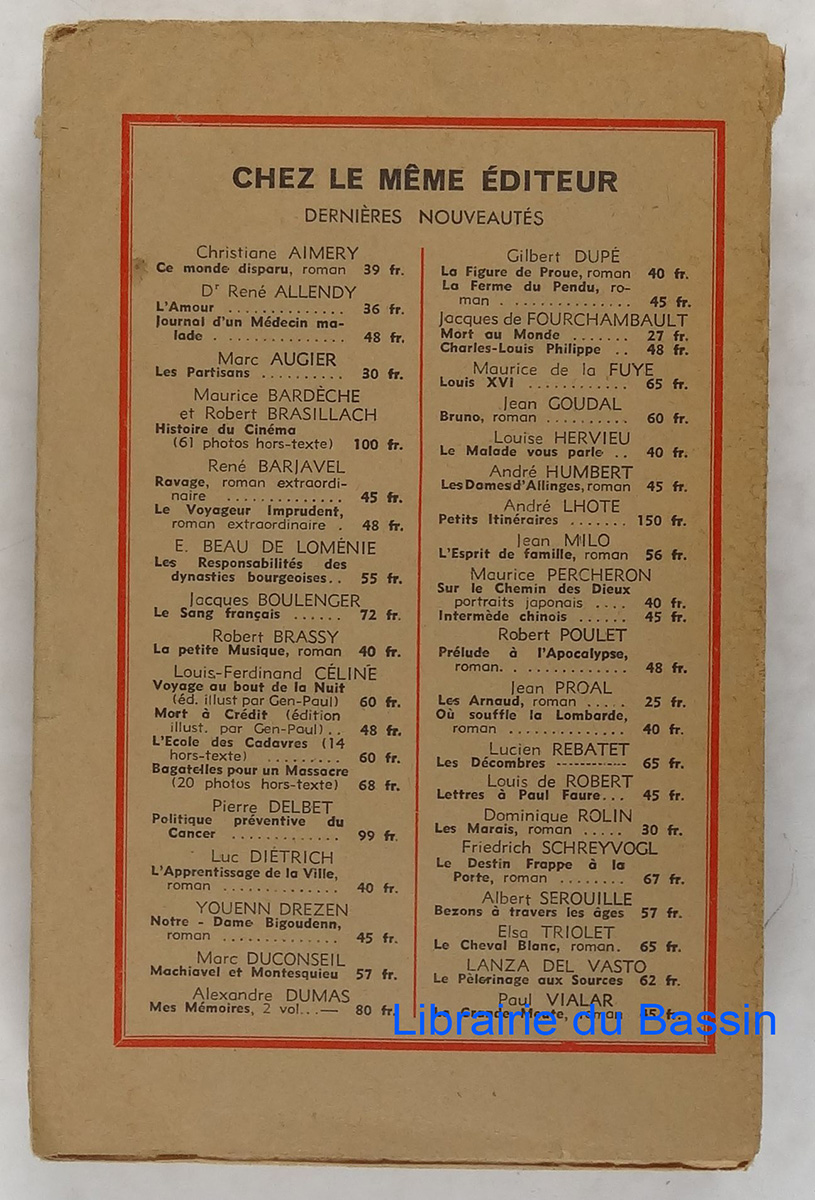 CHEZ LE MÊME ÉDITEUR
DERNIÈRES NOUVEAUTÉS
Christiane AIMERY
Ce monde disparu, roman 39 fr.
Dr René ALLENDY
L'Amour .............. 36 fr.
Journal d'un Médecin ma-
lade ................ 48 fr.
Marc AUGIER
Les Partisans .......... 30 fr.
Maurice BARDÈCHE
et Robert BRASILLACH
Histoire du Cinéma
(61 photos hors-texte) 100 fr.
René BARJAVEL
Ravage, roman extraordi-
naire .............. 45 fr.
Le Voyageur Imprudent,
roman extraordinaire . 48 fr.
E. BEAU DE LOMÉNIE
Les Responsabilités des
dynasties bourgeoises.. 55 fr.
Jacques BOULENGER
Le Sang français ...... 72 fr.
Robert BRASSY
La petite Musique, roman 40 fr.
Louis-Ferdinand CÉLINE
Voyage au bout de la Nuit
(éd. illust par Gen-Paul) 60 fr.
Mort à Crédit (édition
illust. par Gen-Paul).. 48 fr.
L'Ecole des Cadavres (14
hors-texte) ......... 60 fr.
Bagatelles pour un Massacre
(20 photos hors-texte) 68 fr.
Pierre DELBET
Politique préventive du
Cancer ............. 99 fr.
Luc DIÉTRICH
L'Apprentissage de la Ville,
roman .............. 40 fr.
YOUENN DREZEN
Notre - Dame Bigoudenn,
roman .............. 45 fr.
Marc DUCONSEIL
Machiavel et Montesquieu 57 fr.
Alexandre DUMAS
Mes Mémoires, 2 vol...— 80 fr.
Gilbert DUPÉ
La Figure de Proue, roman 40 fr.
La Ferme du Pendu, ro-
man ............... 45 fr.
Jacques de FOURCHAMBAULT
Mort au Monde ....... 27 fr.
Charles-Louis Philippe .. 48 fr.
Maurice de la FUYE
Louis XVI ............ 65 fr.
Jean GOUDAL
Bruno, roman .......... 60 fr.
Louise HERVIEU
Le Malade vous parle .. 40 fr.
André HUMBERT
Les Dames d'Allinges, roman 45 fr.
André LHOTE
Petits Itinéraires ....... 150 fr.
Jean MILO
L'Esprit de famille, roman 56 fr.
Maurice PERCHERON
Sur le Chemin des Dieux
portraits japonais .... 40 fr.
Intermède chinois ...... 45 fr.
Robert POULET
Prélude à l'Apocalypse,
roman. ............. 48 fr.
Jean PROAL
Les Arnaud, roman ..... 25 fr.
Où souffle la Lombarde,
roman .............. 40 fr.
Lucien REBATET
Les Décombres ------------- 65 fr.
Louis de ROBERT
Lettres à Paul Faure... 45 fr.
Dominique ROLIN
Les Marais, roman ..... 30 fr.
Friedrich SCHREYVOGL
Le Destin Frappe à la
Porte, roman ........ 67 fr.
Albert SEROUILLE
Bezons à travers les âges 57 fr.
Elsa TRIOLET
Le Cheval Blanc, roman. 65 fr.
LANZA DEL VASTO
Le Pèlerinage aux Sources 62 fr.
Paul VIALAR
La Grande Meute, roman fr.
Librairie du Bassin